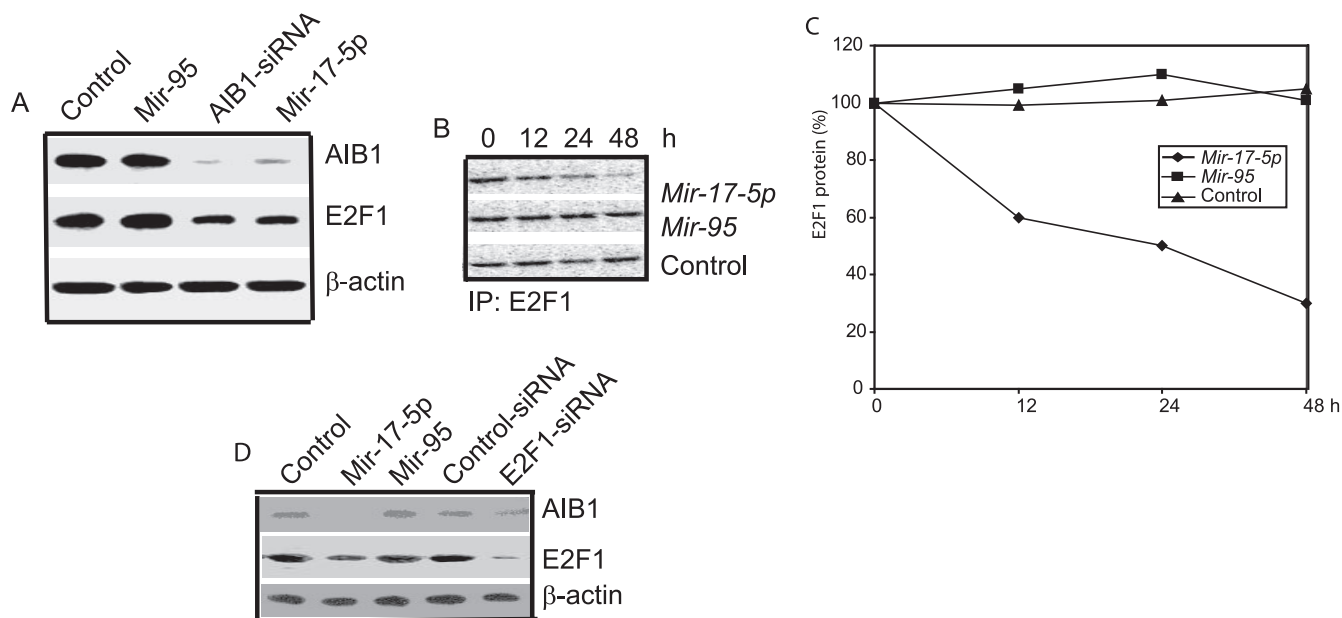 A
Control
Mir-95
AIB1-siRNA
Mir-17-5p
AIB1
E2F1
β-actin
B
0 12 24 48 h
Mir-17-5p
Mir-95
Control
IP: E2F1
C
E2F1 protein (%)
120
100
80
60
40
20
0
0 12 24 48 h
Mir-17-5p
Mir-95
Control
D
Control
Mir-17-5p
Mir-95
Control-siRNA
E2F1-siRNA
AIB1
E2F1
β-actin